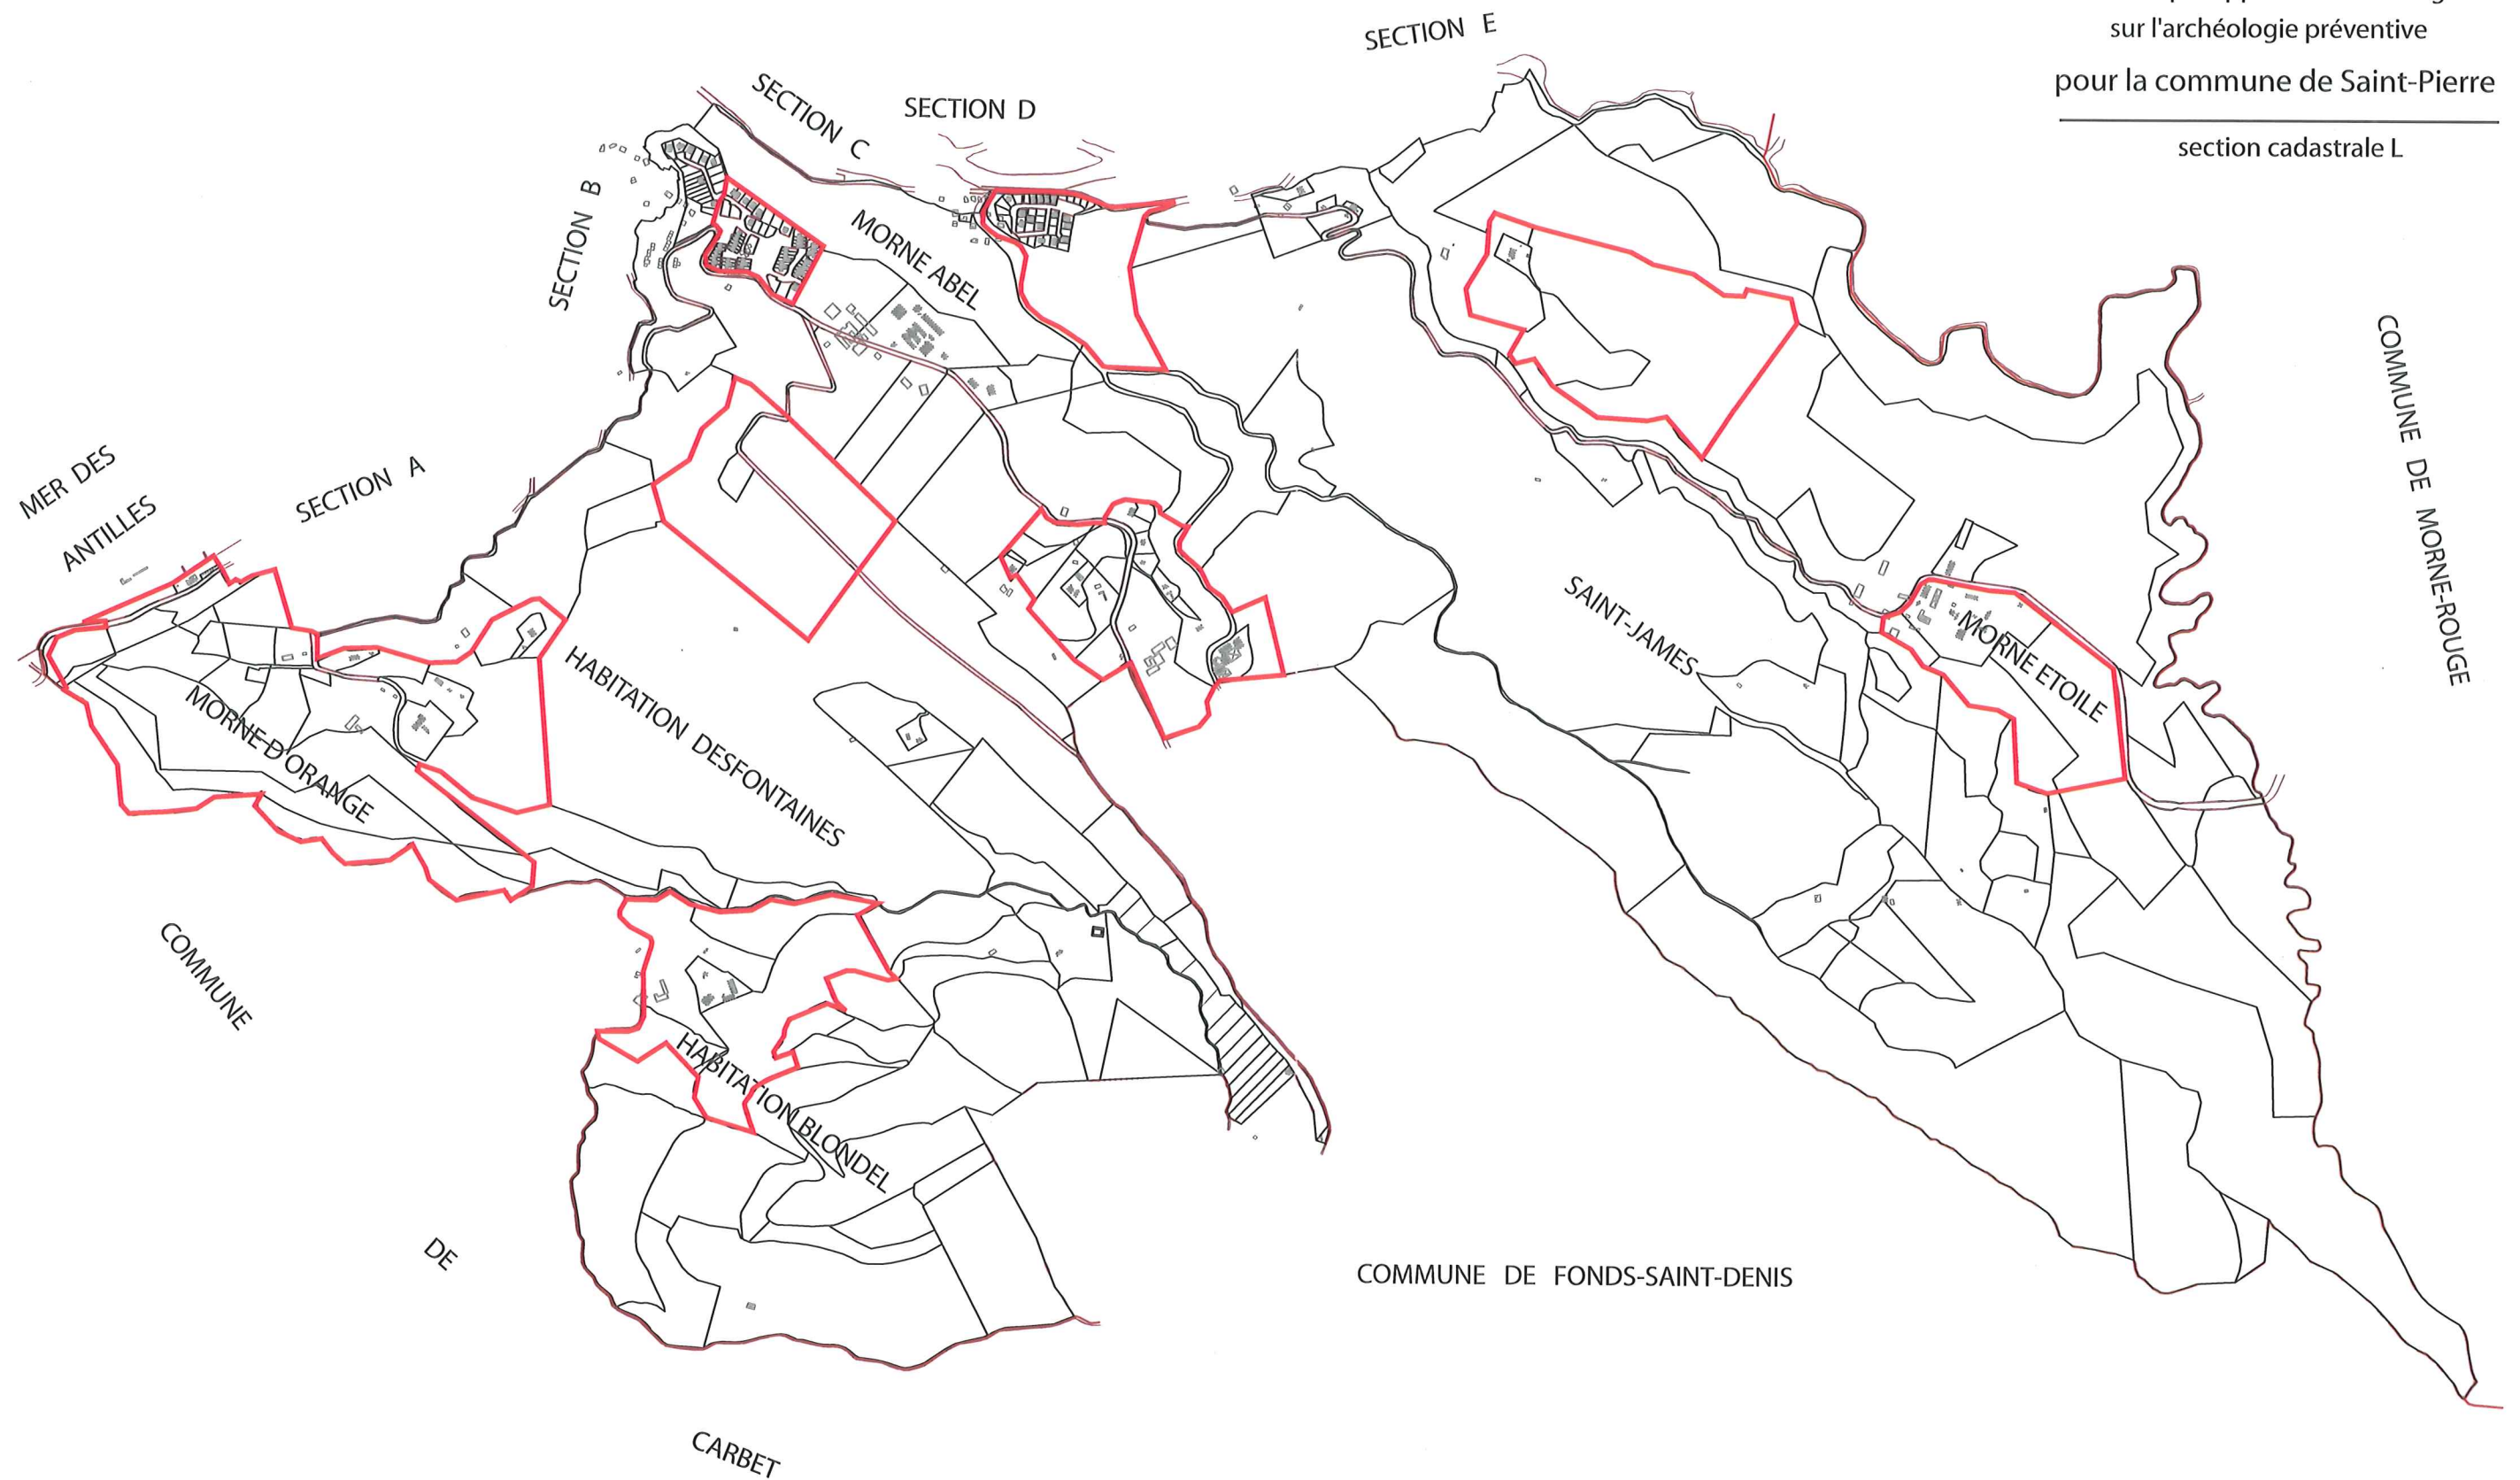 sur l'archéologie préventive
pour la commune de Saint-Pierre
section cadastrale L
SECTION E
SECTION C
SECTION D
SECTION B
MORNE ABEL
MER DES
ANTILLES
SECTION A
COMMUNE DE MORNE-ROUGE
SAINT-JAMES
MORNE ETOILE
HABITATION DESFONTAINES
MORNE D'ORANGE
COMMUNE
DE
CARBET
HABITATION BLONDEL
COMMUNE DE FONDS-SAINT-DENIS